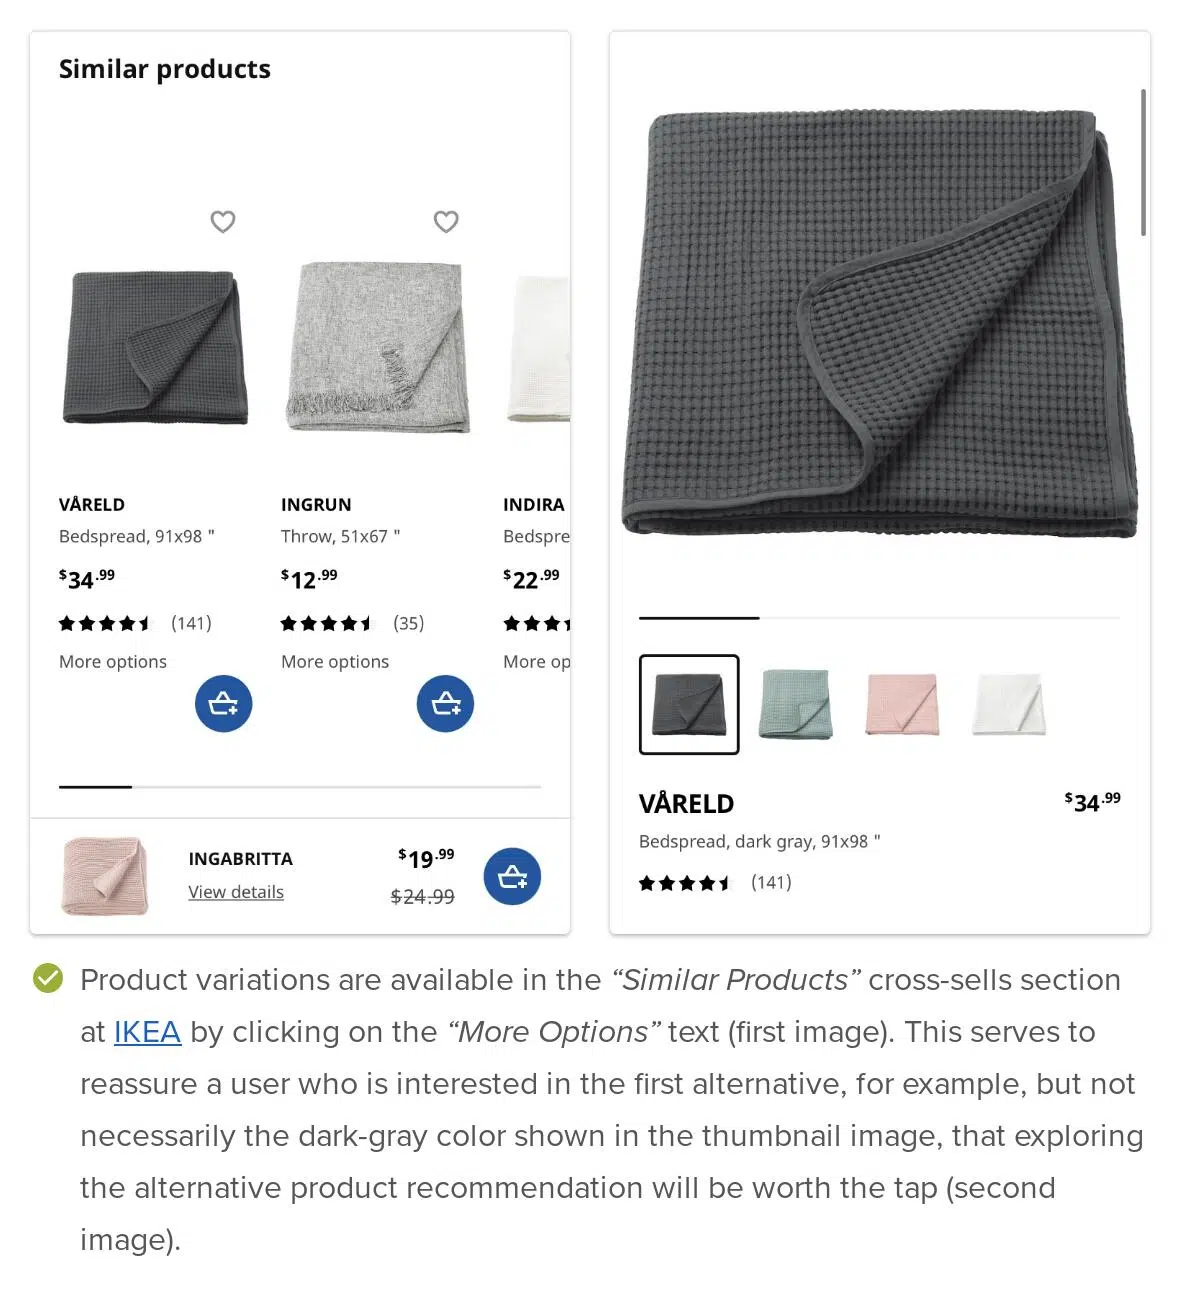 Similar products
VÅRELD
Bedspread, 91x98 "
$34.99
(141)
More options
INGRUN
Throw, 51x67 "
$12.99
(35)
More options
INDIRA
Bedspre
$22.99
More op
INGABRITTA
View details
$19.99
$24.99
VÅRELD
$34.99
Bedspread, dark gray, 91x98 "
(141)
Product variations are available in the “Similar Products” cross-sells section
at IKEA by clicking on the “More Options” text (first image). This serves to
reassure a user who is interested in the first alternative, for example, but not
necessarily the dark-gray color shown in the thumbnail image, that exploring
the alternative product recommendation will be worth the tap (second
image).